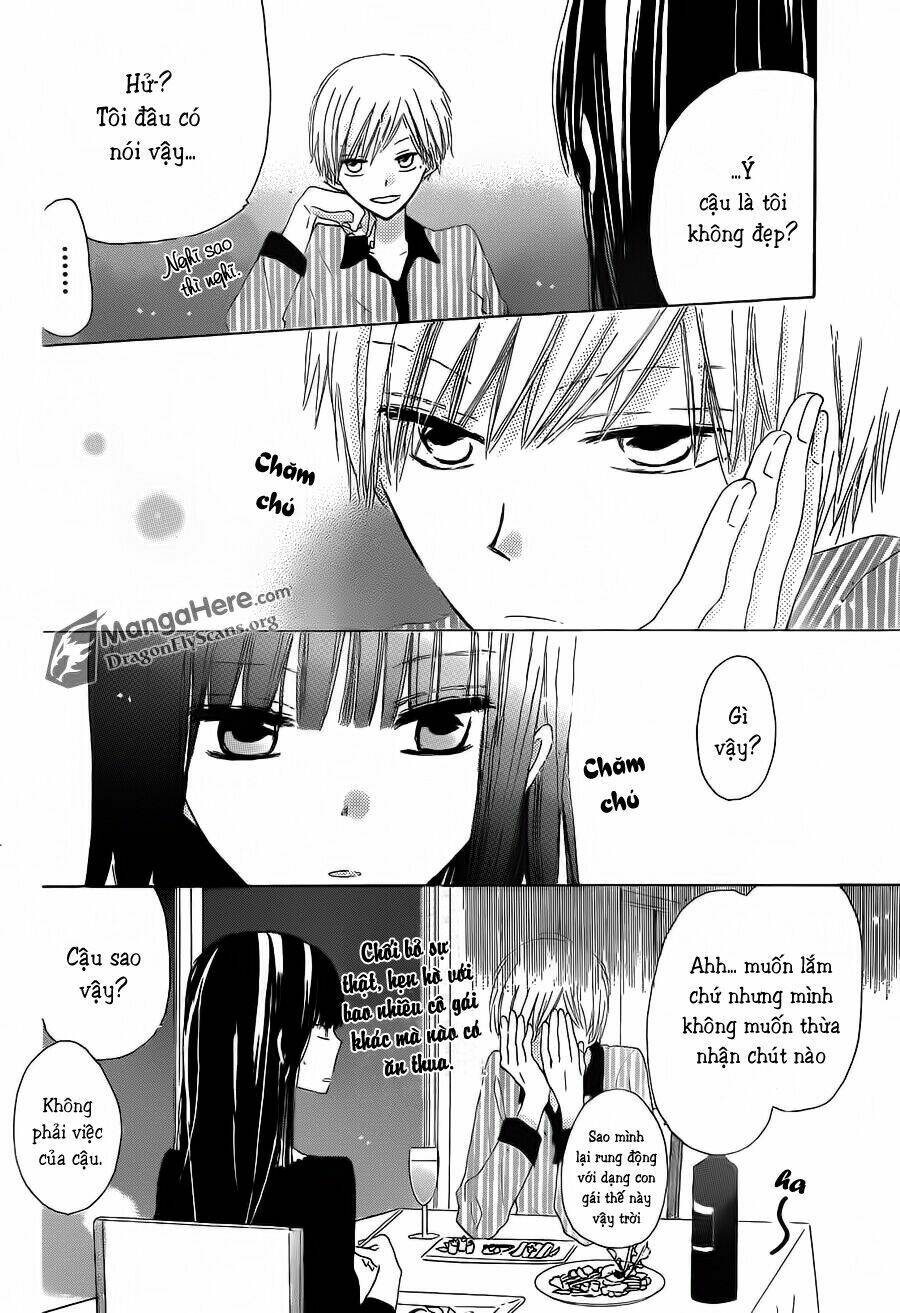 ...Ý
cậu là tôi
không đẹp?
Hử?
Tôi đâu có
nói vậy...
Nghĩ sao
thì nghĩ.
......
Chăm
chú
MangaHere.com
DragonFlyScans.org
Gì
vậy?
Chăm
chú
Ahh... muốn lắm
chứ nhưng mình
không muốn thừa
nhận chút nào
Chối bỏ sự
thật, hẹn hò với
bao nhiêu cô gái
khác mà nào có
ăn thua.
Sao mình
lại rung động
với dạng con
gái thế này
vậy trời
ha
Cậu sao
vậy?
Không
phải việc
của cậu.